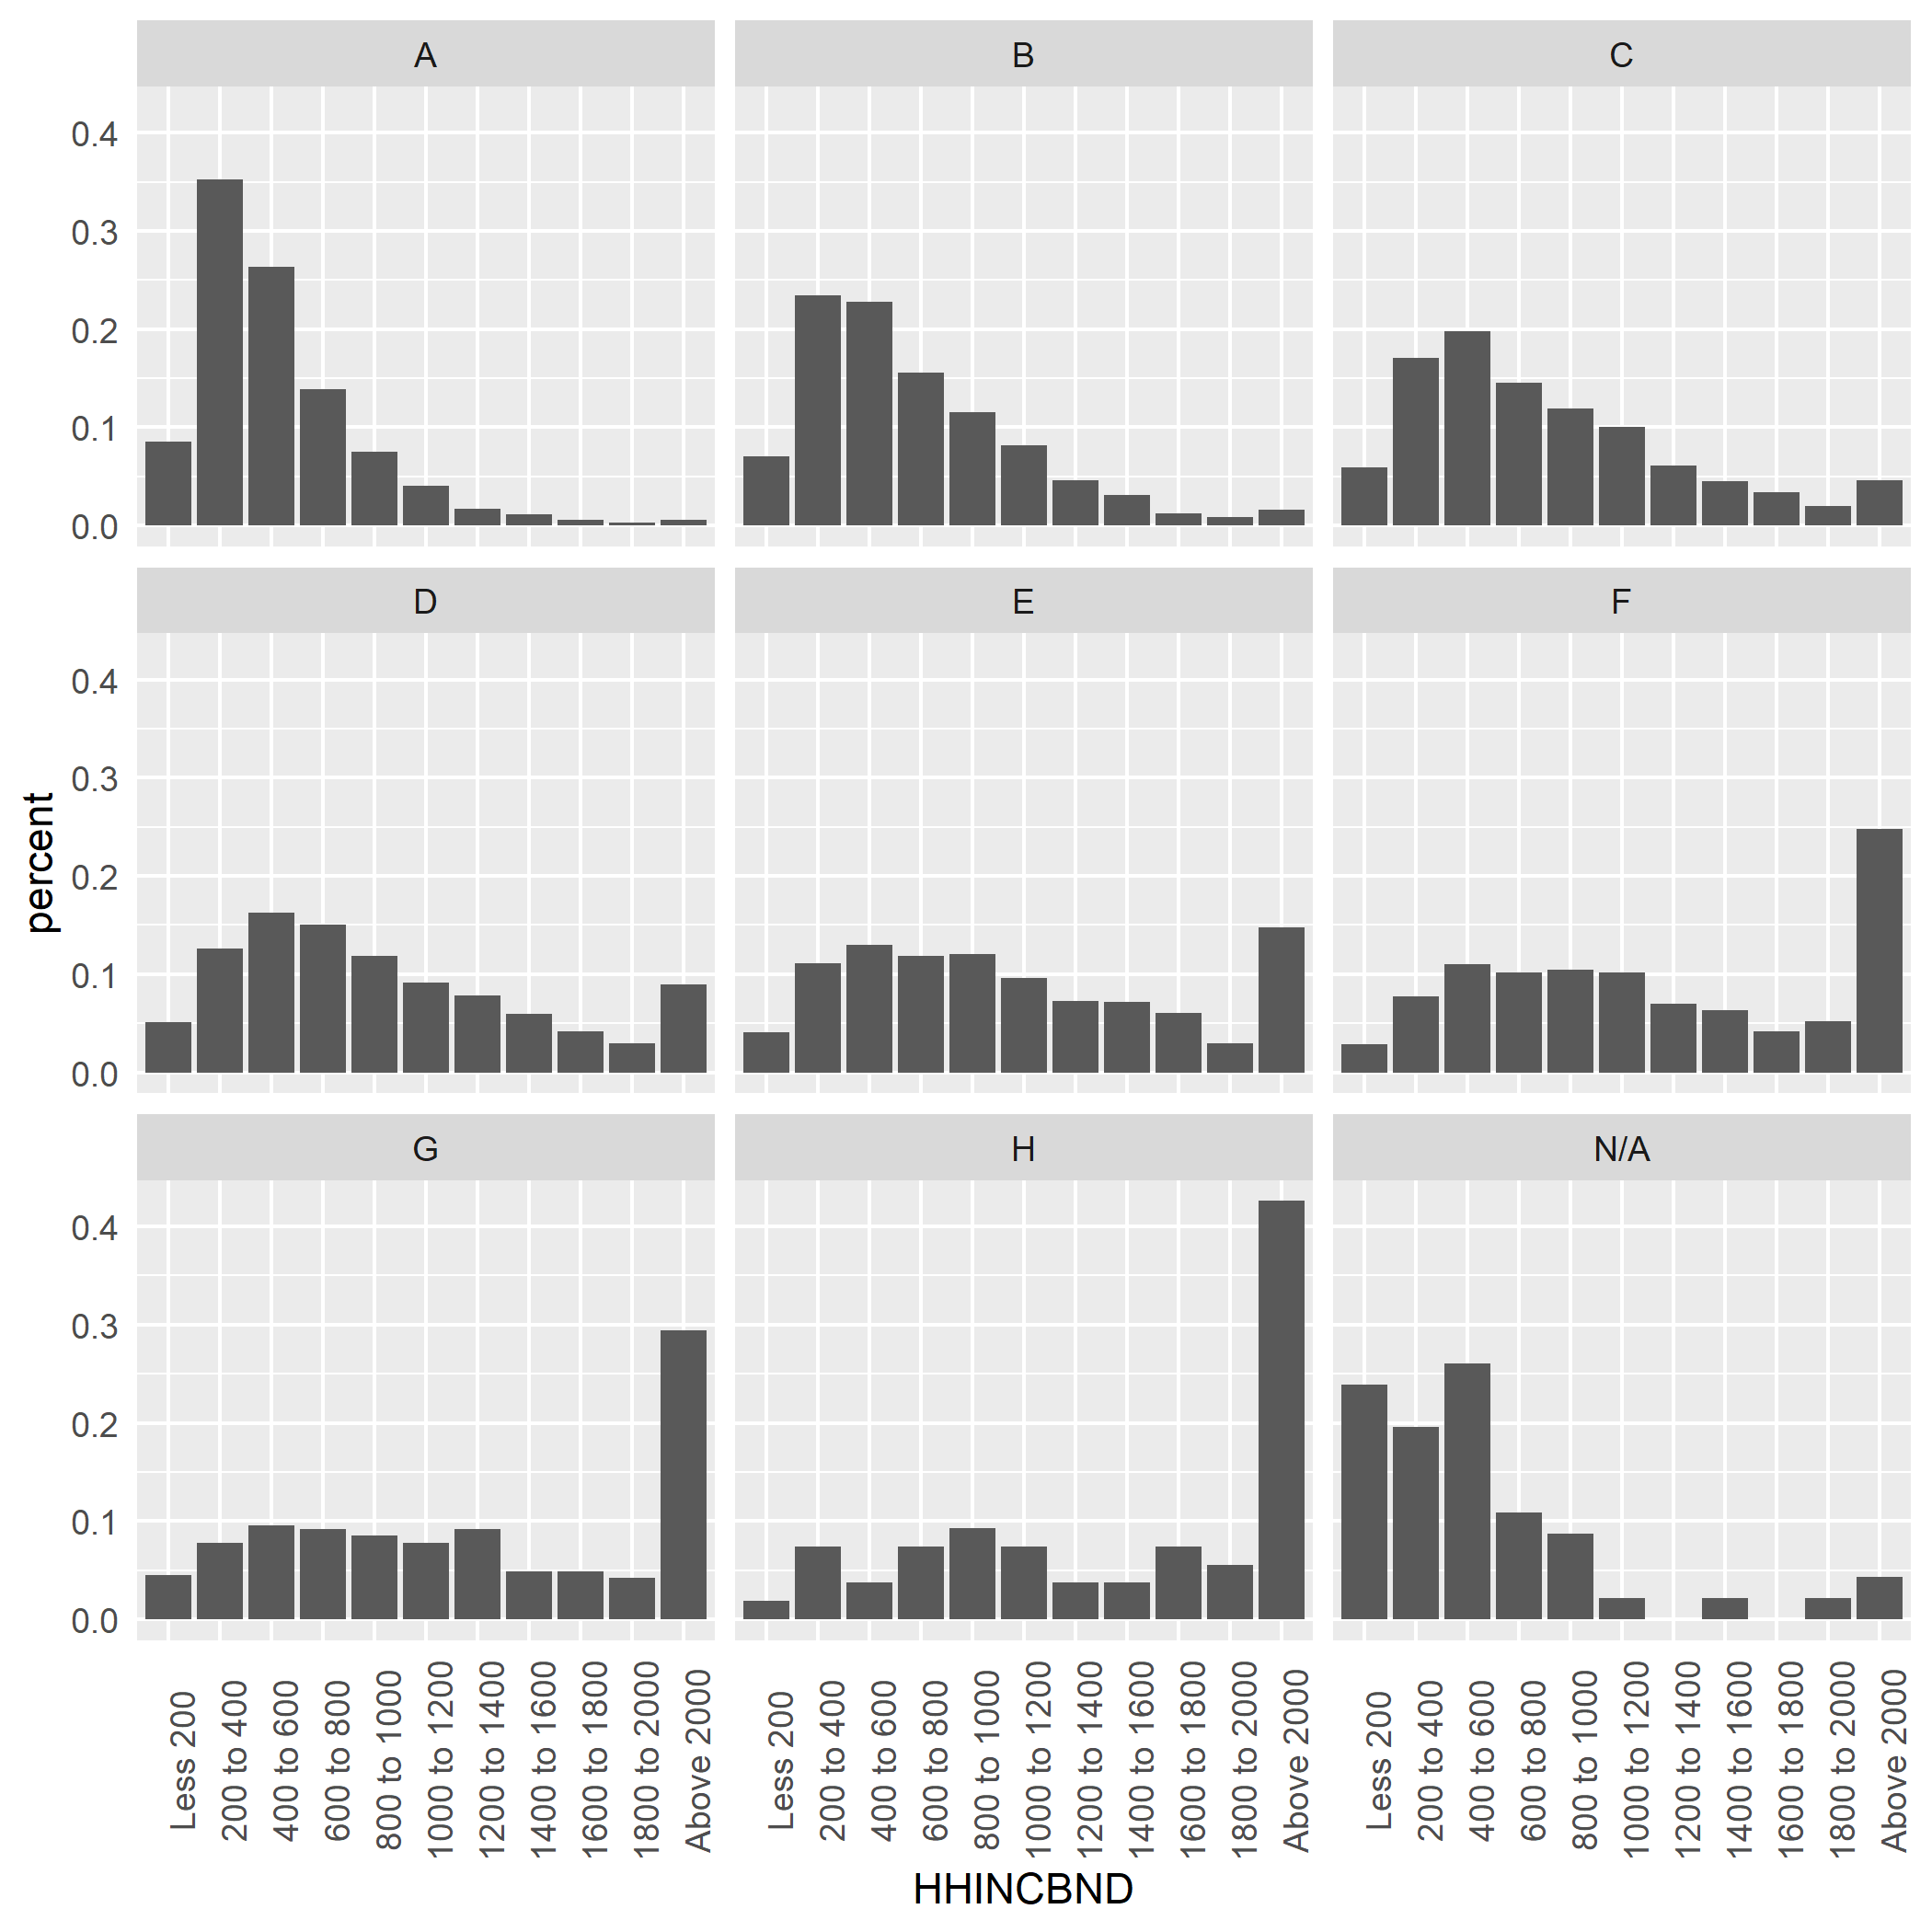 A
B
C
0.4
0.3
0.2
0.1
0.0
D
E
F
0.4
0.3
0.2
0.1
0.0
percent
G
H
N/A
0.4
0.3
0.2
0.1
0.0
Less 200
200 to 400
400 to 600
600 to 800
800 to 1000
1000 to 1200
1200 to 1400
1400 to 1600
1600 to 1800
1800 to 2000
Above 2000
Less 200
200 to 400
400 to 600
600 to 800
800 to 1000
1000 to 1200
1200 to 1400
1400 to 1600
1600 to 1800
1800 to 2000
Above 2000
Less 200
200 to 400
400 to 600
600 to 800
800 to 1000
1000 to 1200
1200 to 1400
1400 to 1600
1600 to 1800
1800 to 2000
Above 2000
HHINCBND